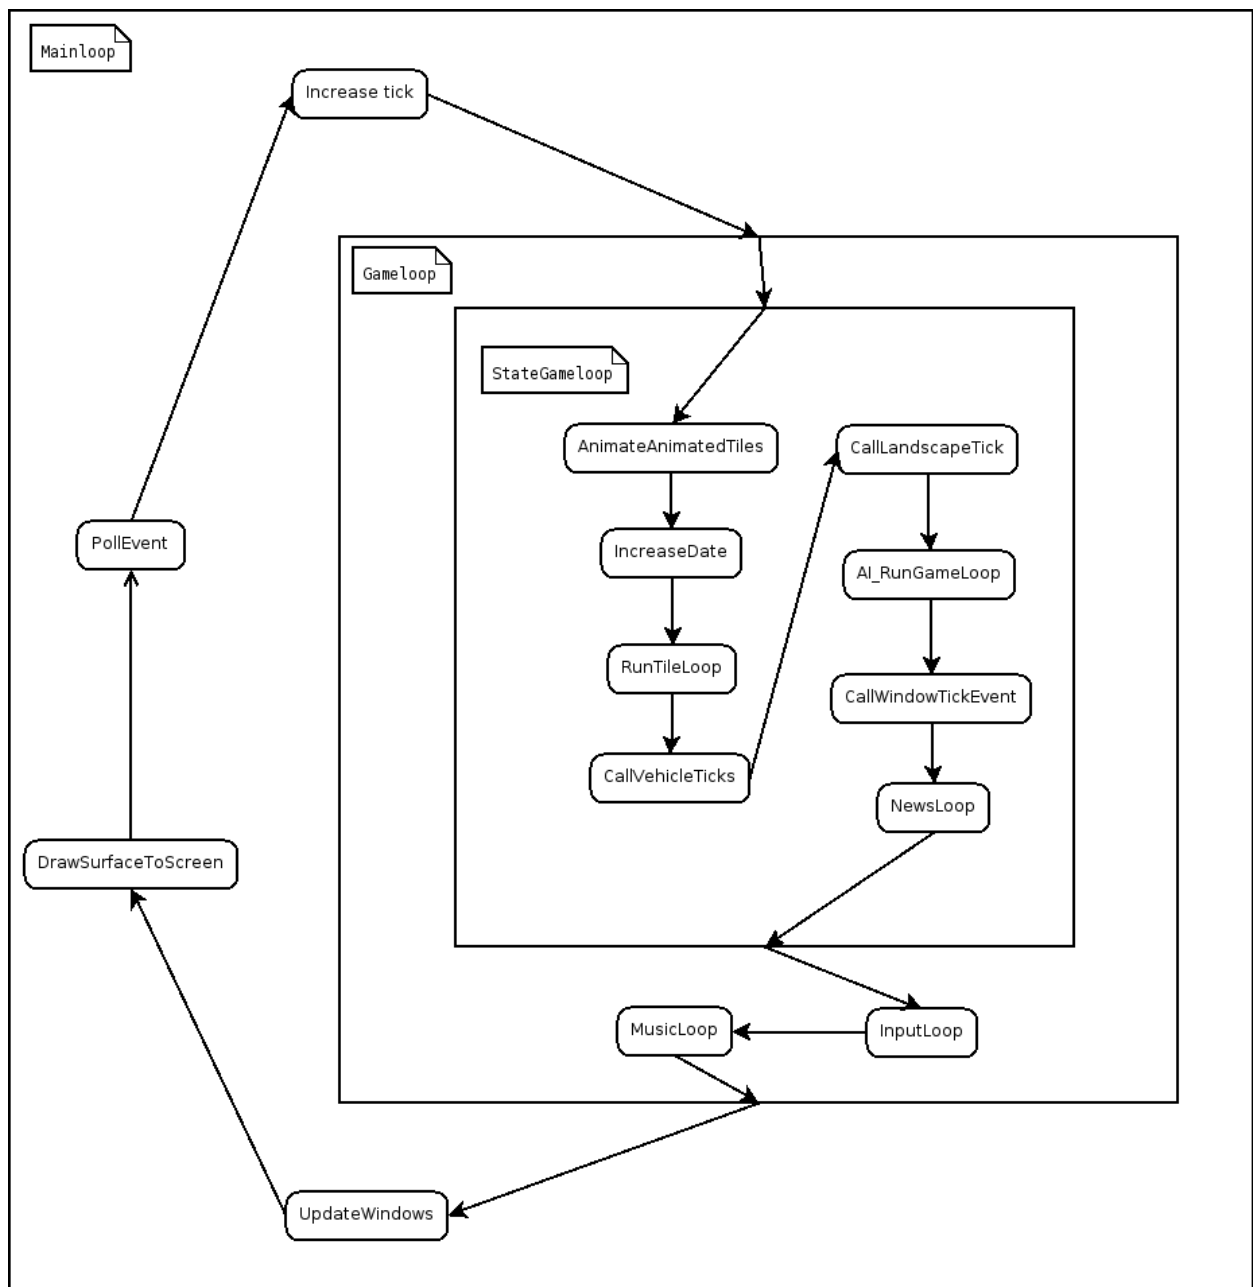 Mainloop
Increase tick
Gameloop
StateGameloop
AnimateAnimatedTiles
CallLandscapeTick
PollEvent
IncreaseDate
AI_RunGameLoop
RunTileLoop
CallWindowTickEvent
CallVehicleTicks
NewsLoop
DrawSurfaceToScreen
MusicLoop
InputLoop
UpdateWindows